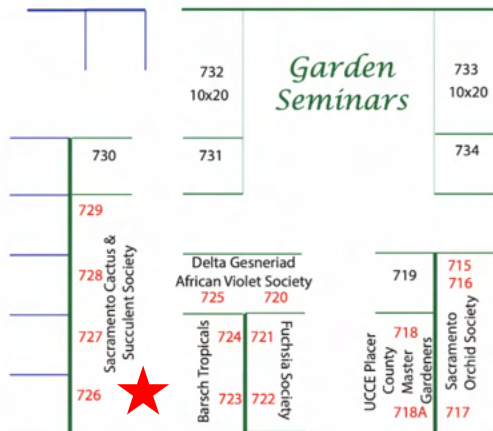 732
10x20
Garden
Seminars
733
10x20
730
731
734
729
728
727
726
Sacramento Cactus &
Succulent Society
Delta Gesneriad
African Violet Society
725
720
Barsch Tropicals
724
723
721
722
Fuchsia Society
719
715
716
UCCE Placer
County
Master
Gardeners
718
718A
Sacramento
Orchid Society
717